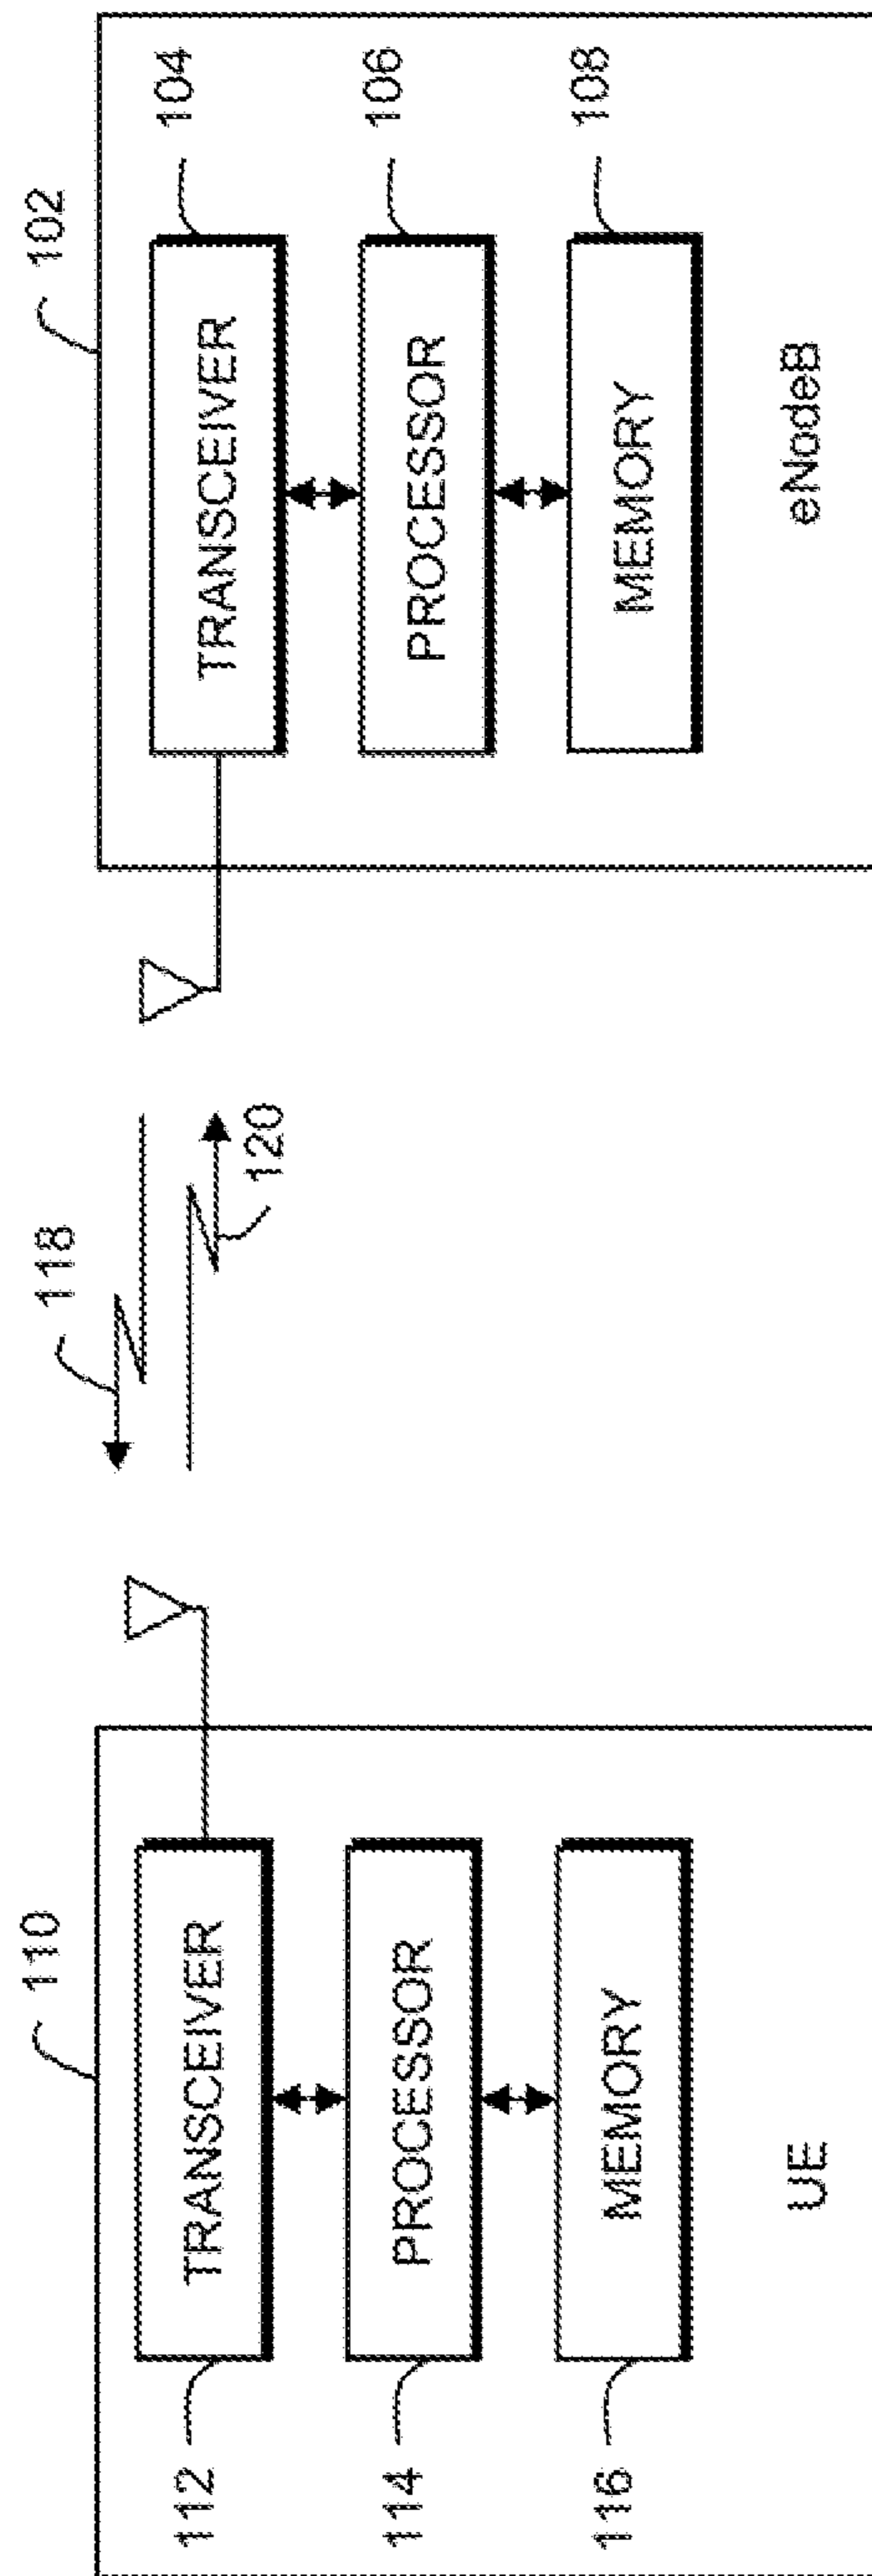 110
112
TRANSCEIVER
114
PROCESSOR
116
MEMORY
UE
118
120
102
TRANSCEIVER
104
PROCESSOR
106
MEMORY
108
eNodeB